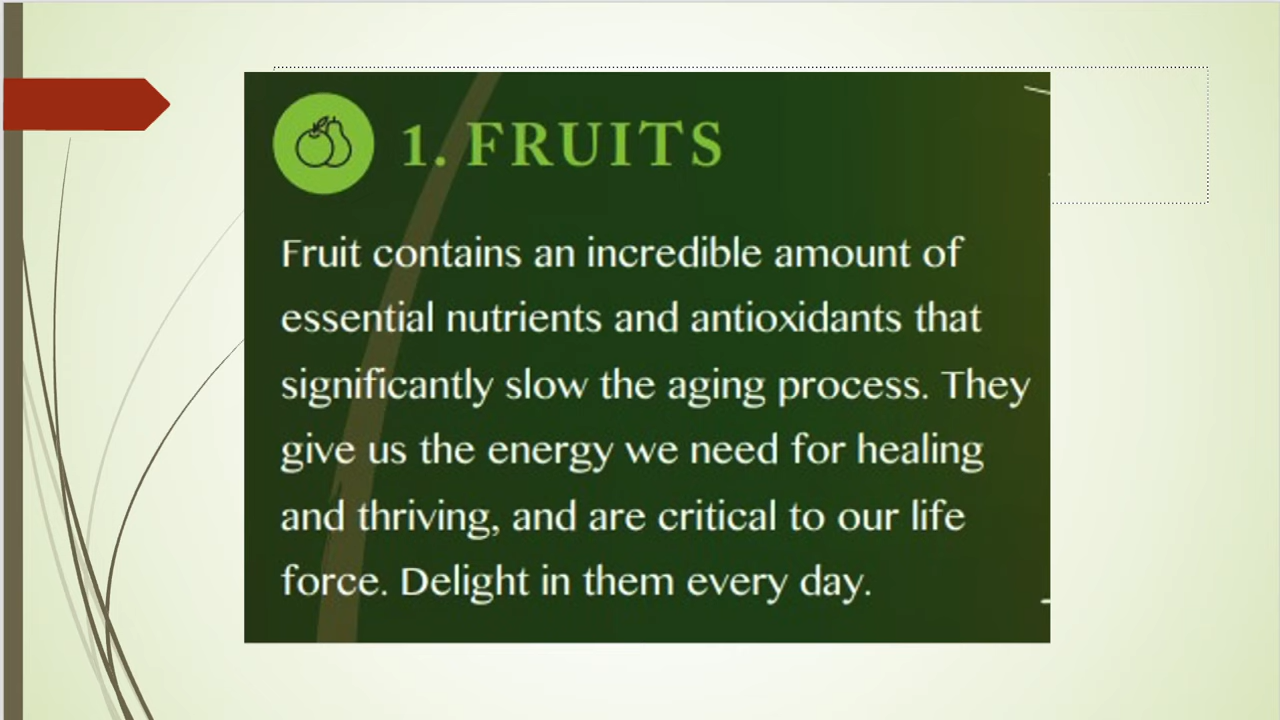 1. FRUITS
Fruit contains an incredible amount of
essential nutrients and antioxidants that
significantly slow the aging process. They
give us the energy we need for healing
and thriving, and are critical to our life
force. Delight in them every day.